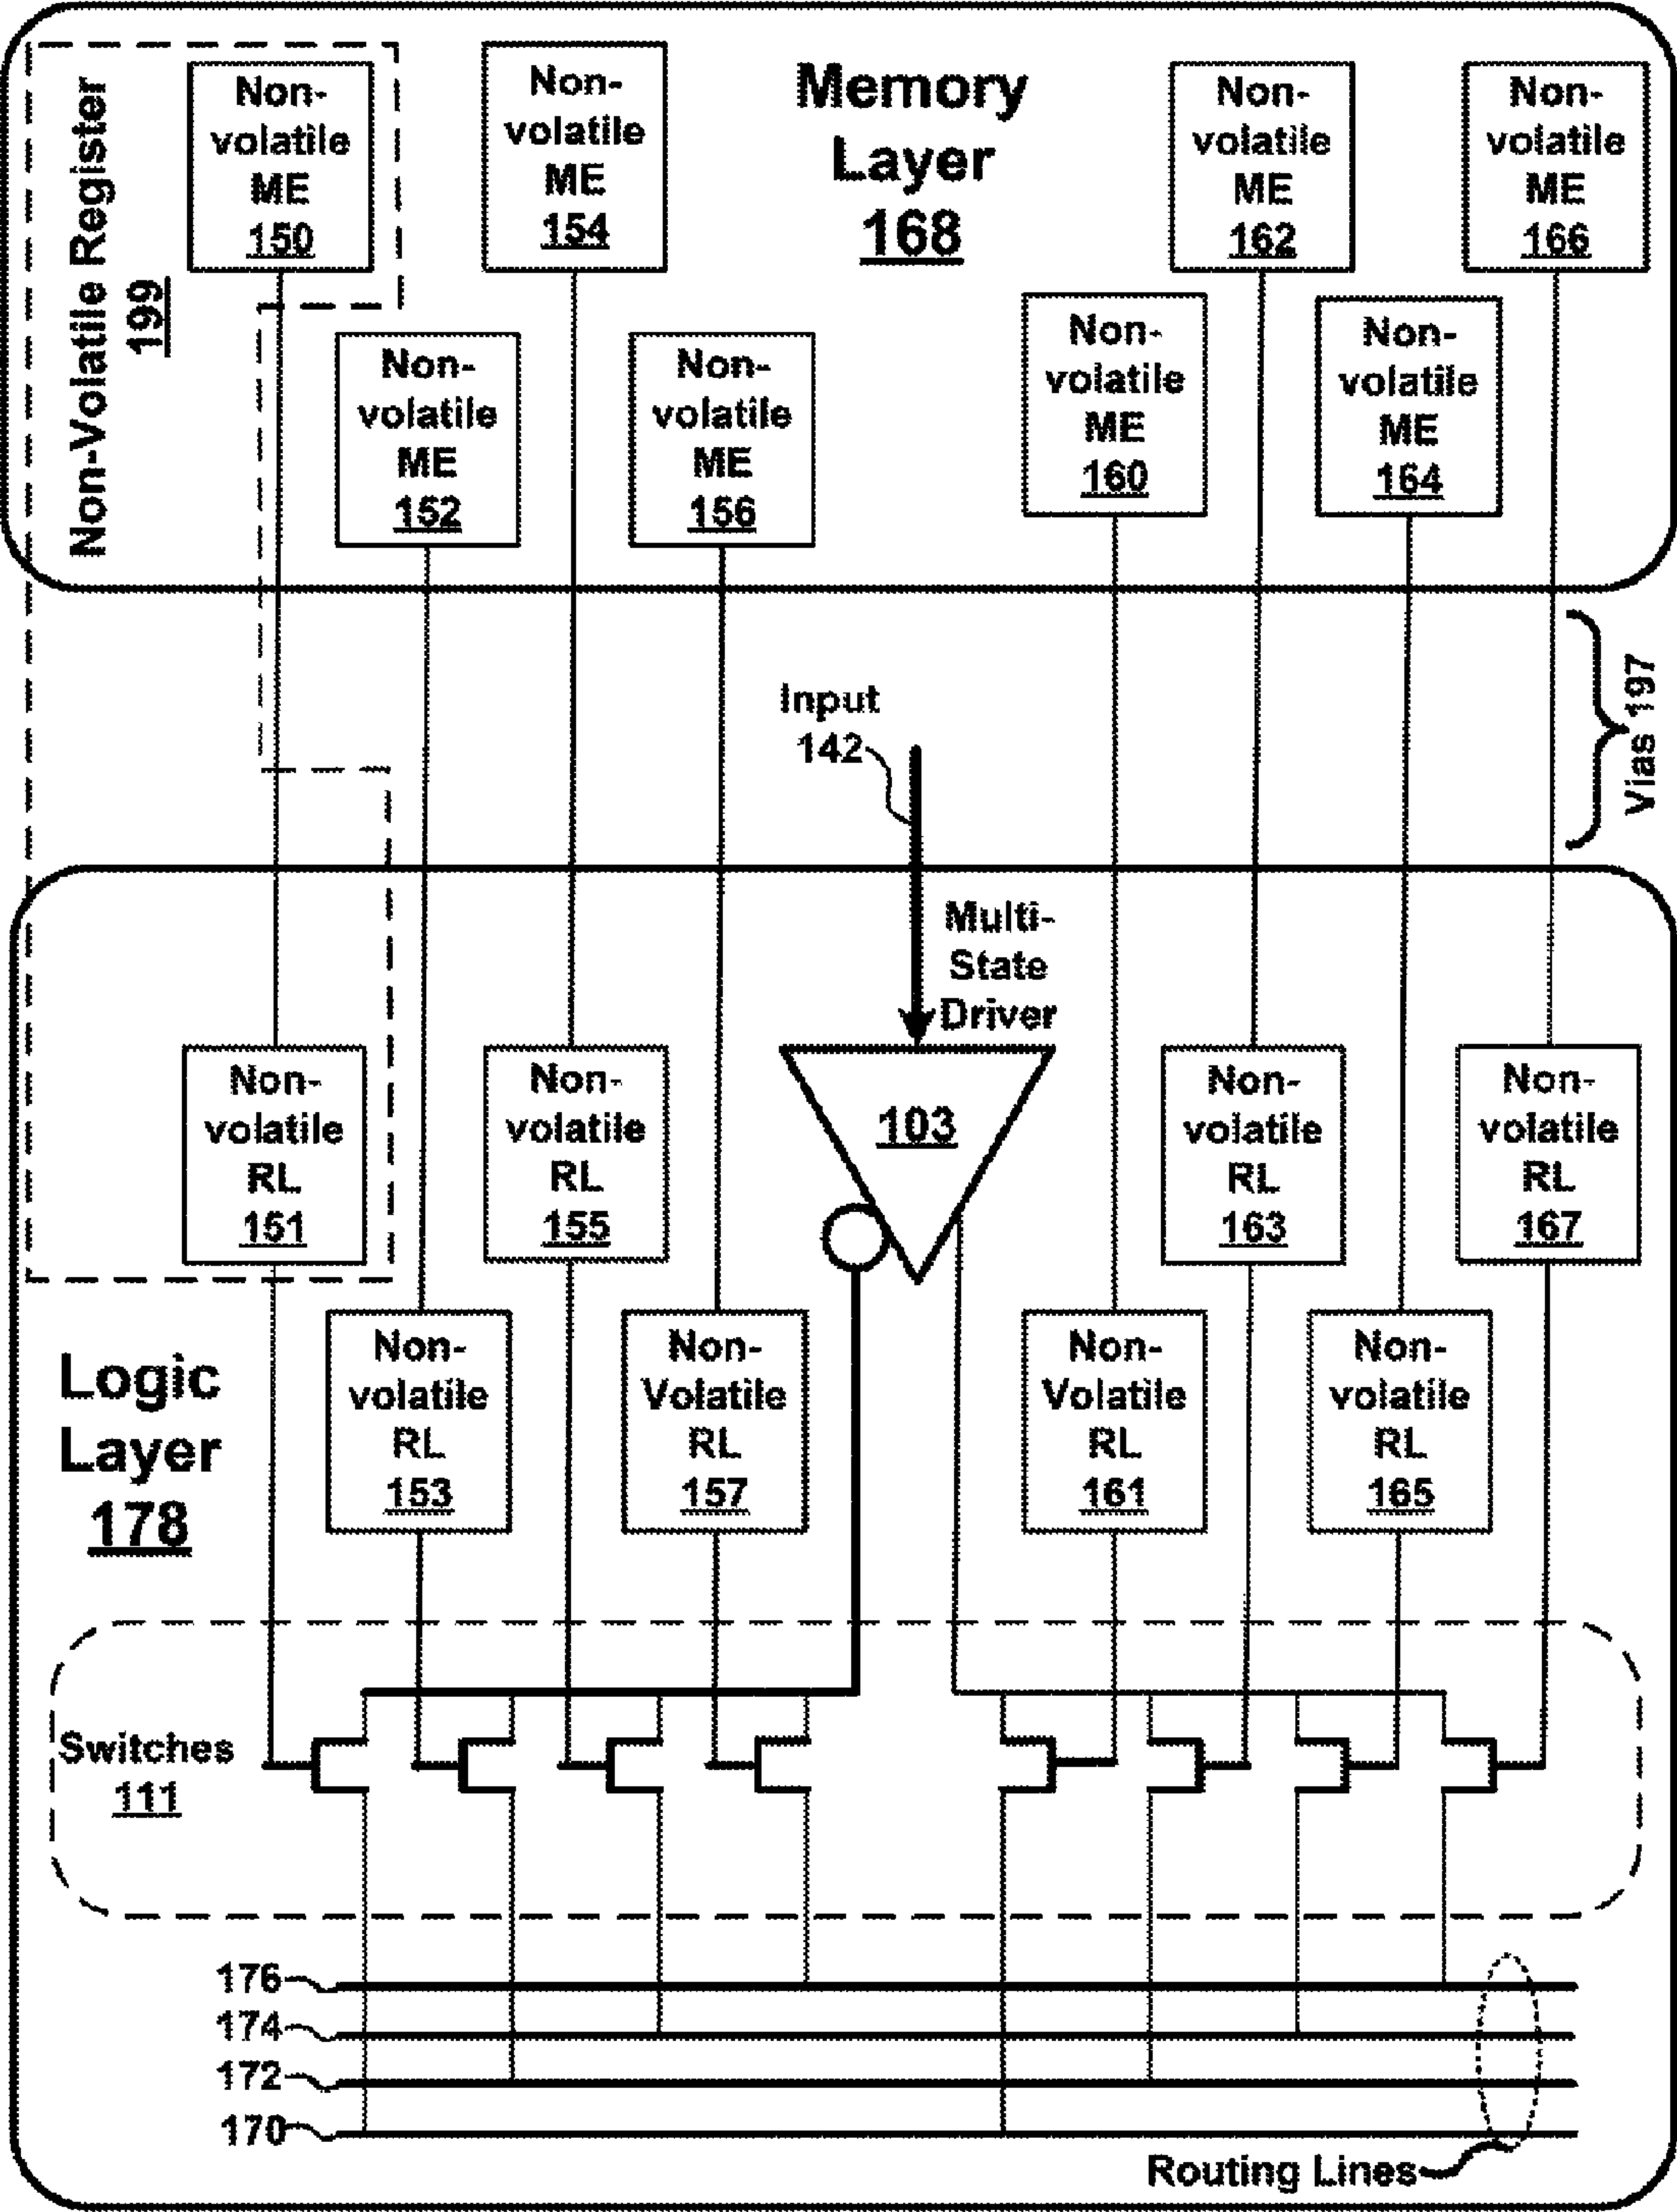 Non-Volatile Register
199
Non-
volatile
ME
150
Non-
volatile
ME
154
Memory
Layer
168
Non-
volatile
ME
162
Non-
volatile
ME
166
Non-
volatile
ME
152
Non-
volatile
ME
156
Non-
volatile
ME
160
Non-
volatile
ME
164
Input
142
Vias 197
Multi-
State
Driver
103
Non-
volatile
RL
151
Non-
volatile
RL
155
Non-
volatile
RL
163
Non-
volatile
RL
167
Logic
Layer
178
Non-
volatile
RL
153
Non-
Volatile
RL
157
Non-
Volatile
RL
161
Non-
volatile
RL
165
Switches
111
176
174
172
170
Routing Lines